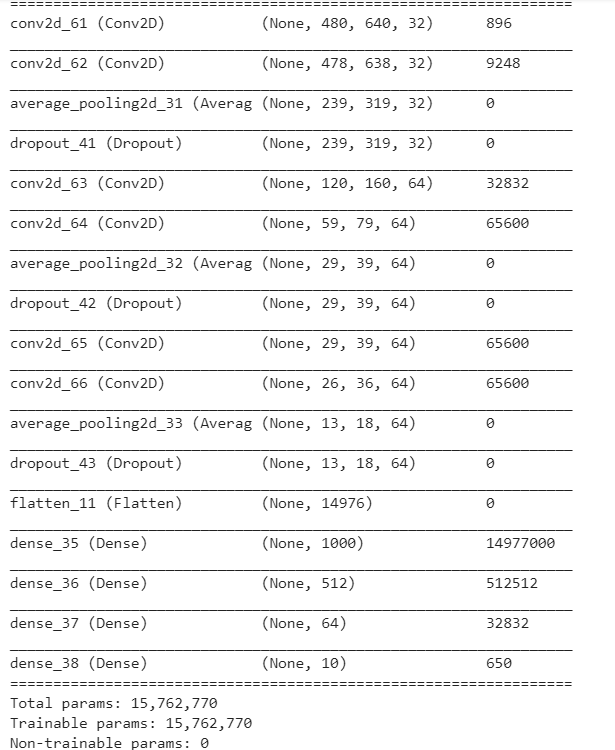 =================================================================
conv2d_61 (Conv2D) (None, 480, 640, 32) 896
_________________________________________________________________
conv2d_62 (Conv2D) (None, 478, 638, 32) 9248
_________________________________________________________________
average_pooling2d_31 (Averag (None, 239, 319, 32) 0
_________________________________________________________________
dropout_41 (Dropout) (None, 239, 319, 32) 0
_________________________________________________________________
conv2d_63 (Conv2D) (None, 120, 160, 64) 32832
_________________________________________________________________
conv2d_64 (Conv2D) (None, 59, 79, 64) 65600
_________________________________________________________________
average_pooling2d_32 (Averag (None, 29, 39, 64) 0
_________________________________________________________________
dropout_42 (Dropout) (None, 29, 39, 64) 0
_________________________________________________________________
conv2d_65 (Conv2D) (None, 29, 39, 64) 65600
_________________________________________________________________
conv2d_66 (Conv2D) (None, 26, 36, 64) 65600
_________________________________________________________________
average_pooling2d_33 (Averag (None, 13, 18, 64) 0
_________________________________________________________________
dropout_43 (Dropout) (None, 13, 18, 64) 0
_________________________________________________________________
flatten_11 (Flatten) (None, 14976) 0
_________________________________________________________________
dense_35 (Dense) (None, 1000) 14977000
_________________________________________________________________
dense_36 (Dense) (None, 512) 512512
_________________________________________________________________
dense_37 (Dense) (None, 64) 32832
_________________________________________________________________
dense_38 (Dense) (None, 10) 650
=================================================================
Total params: 15,762,770
Trainable params: 15,762,770
Non-trainable params: 0